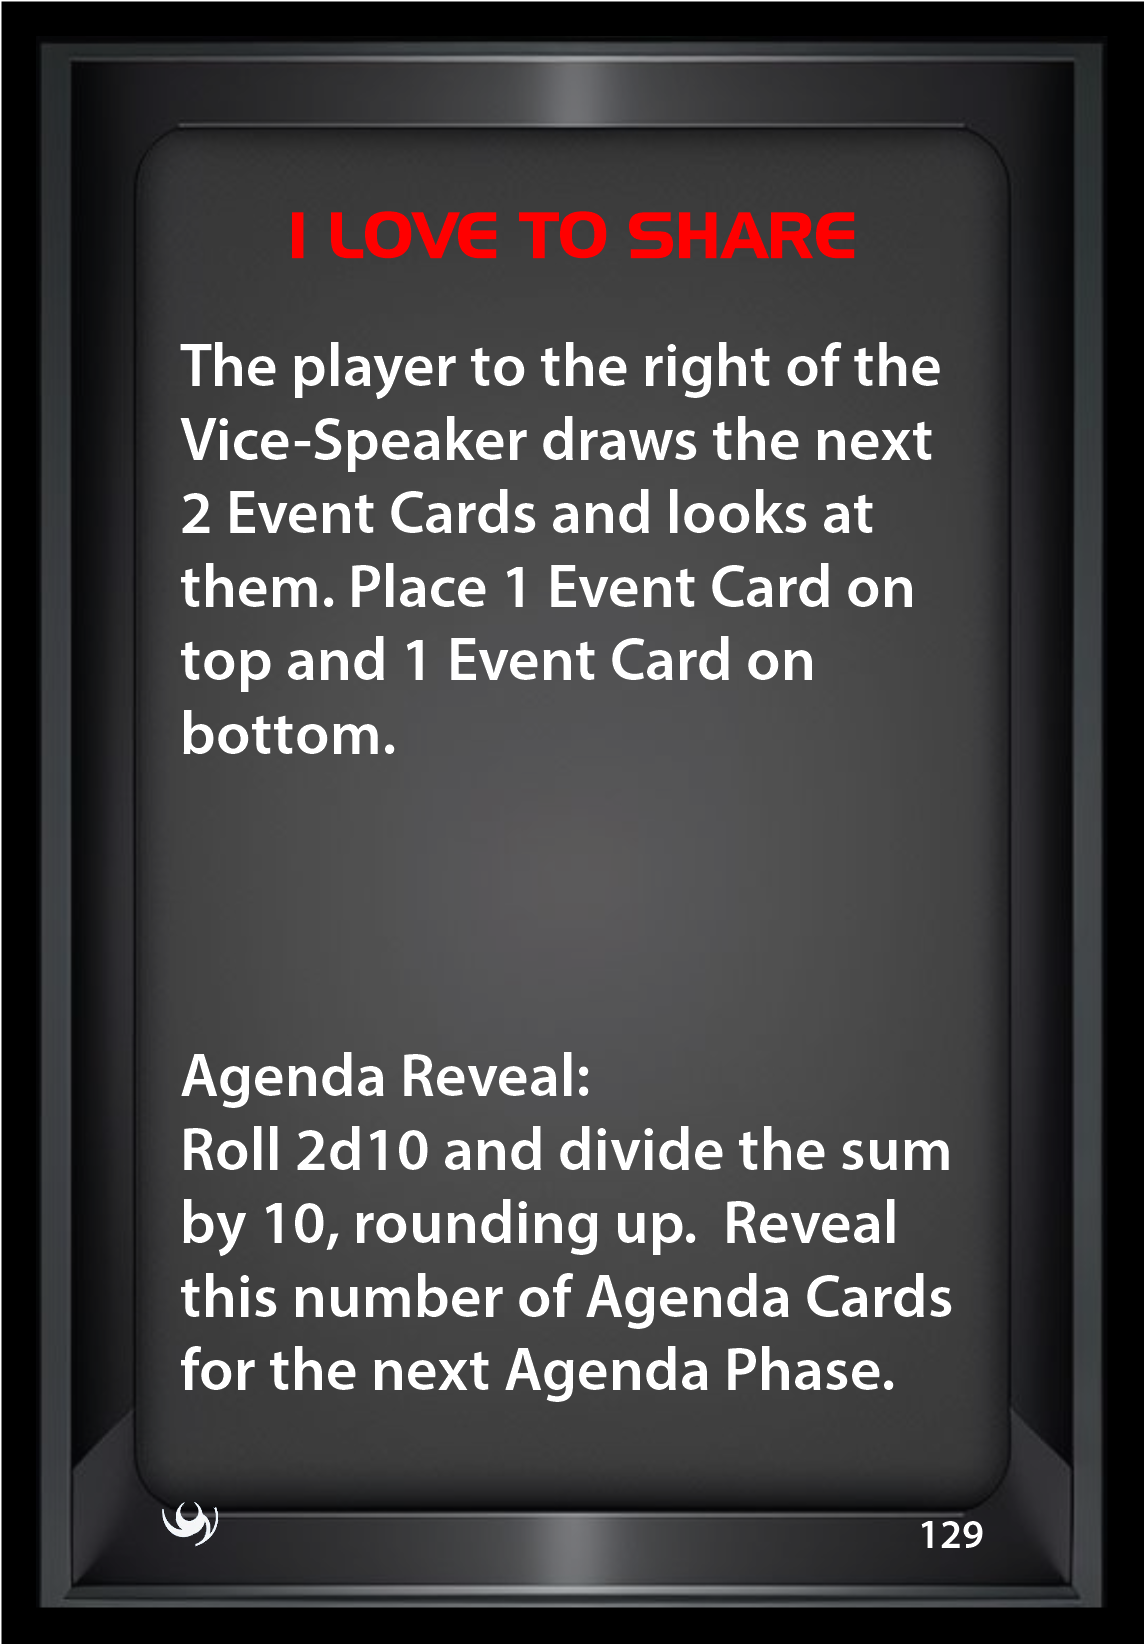 I LOVE TO SHARE
The player to the right of the
Vice-Speaker draws the next
2 Event Cards and looks at
them. Place 1 Event Card on
top and 1 Event Card on
bottom.
Agenda Reveal:
Roll 2d10 and divide the sum
by 10, rounding up.  Reveal
this number of Agenda Cards
for the next Agenda Phase.
129